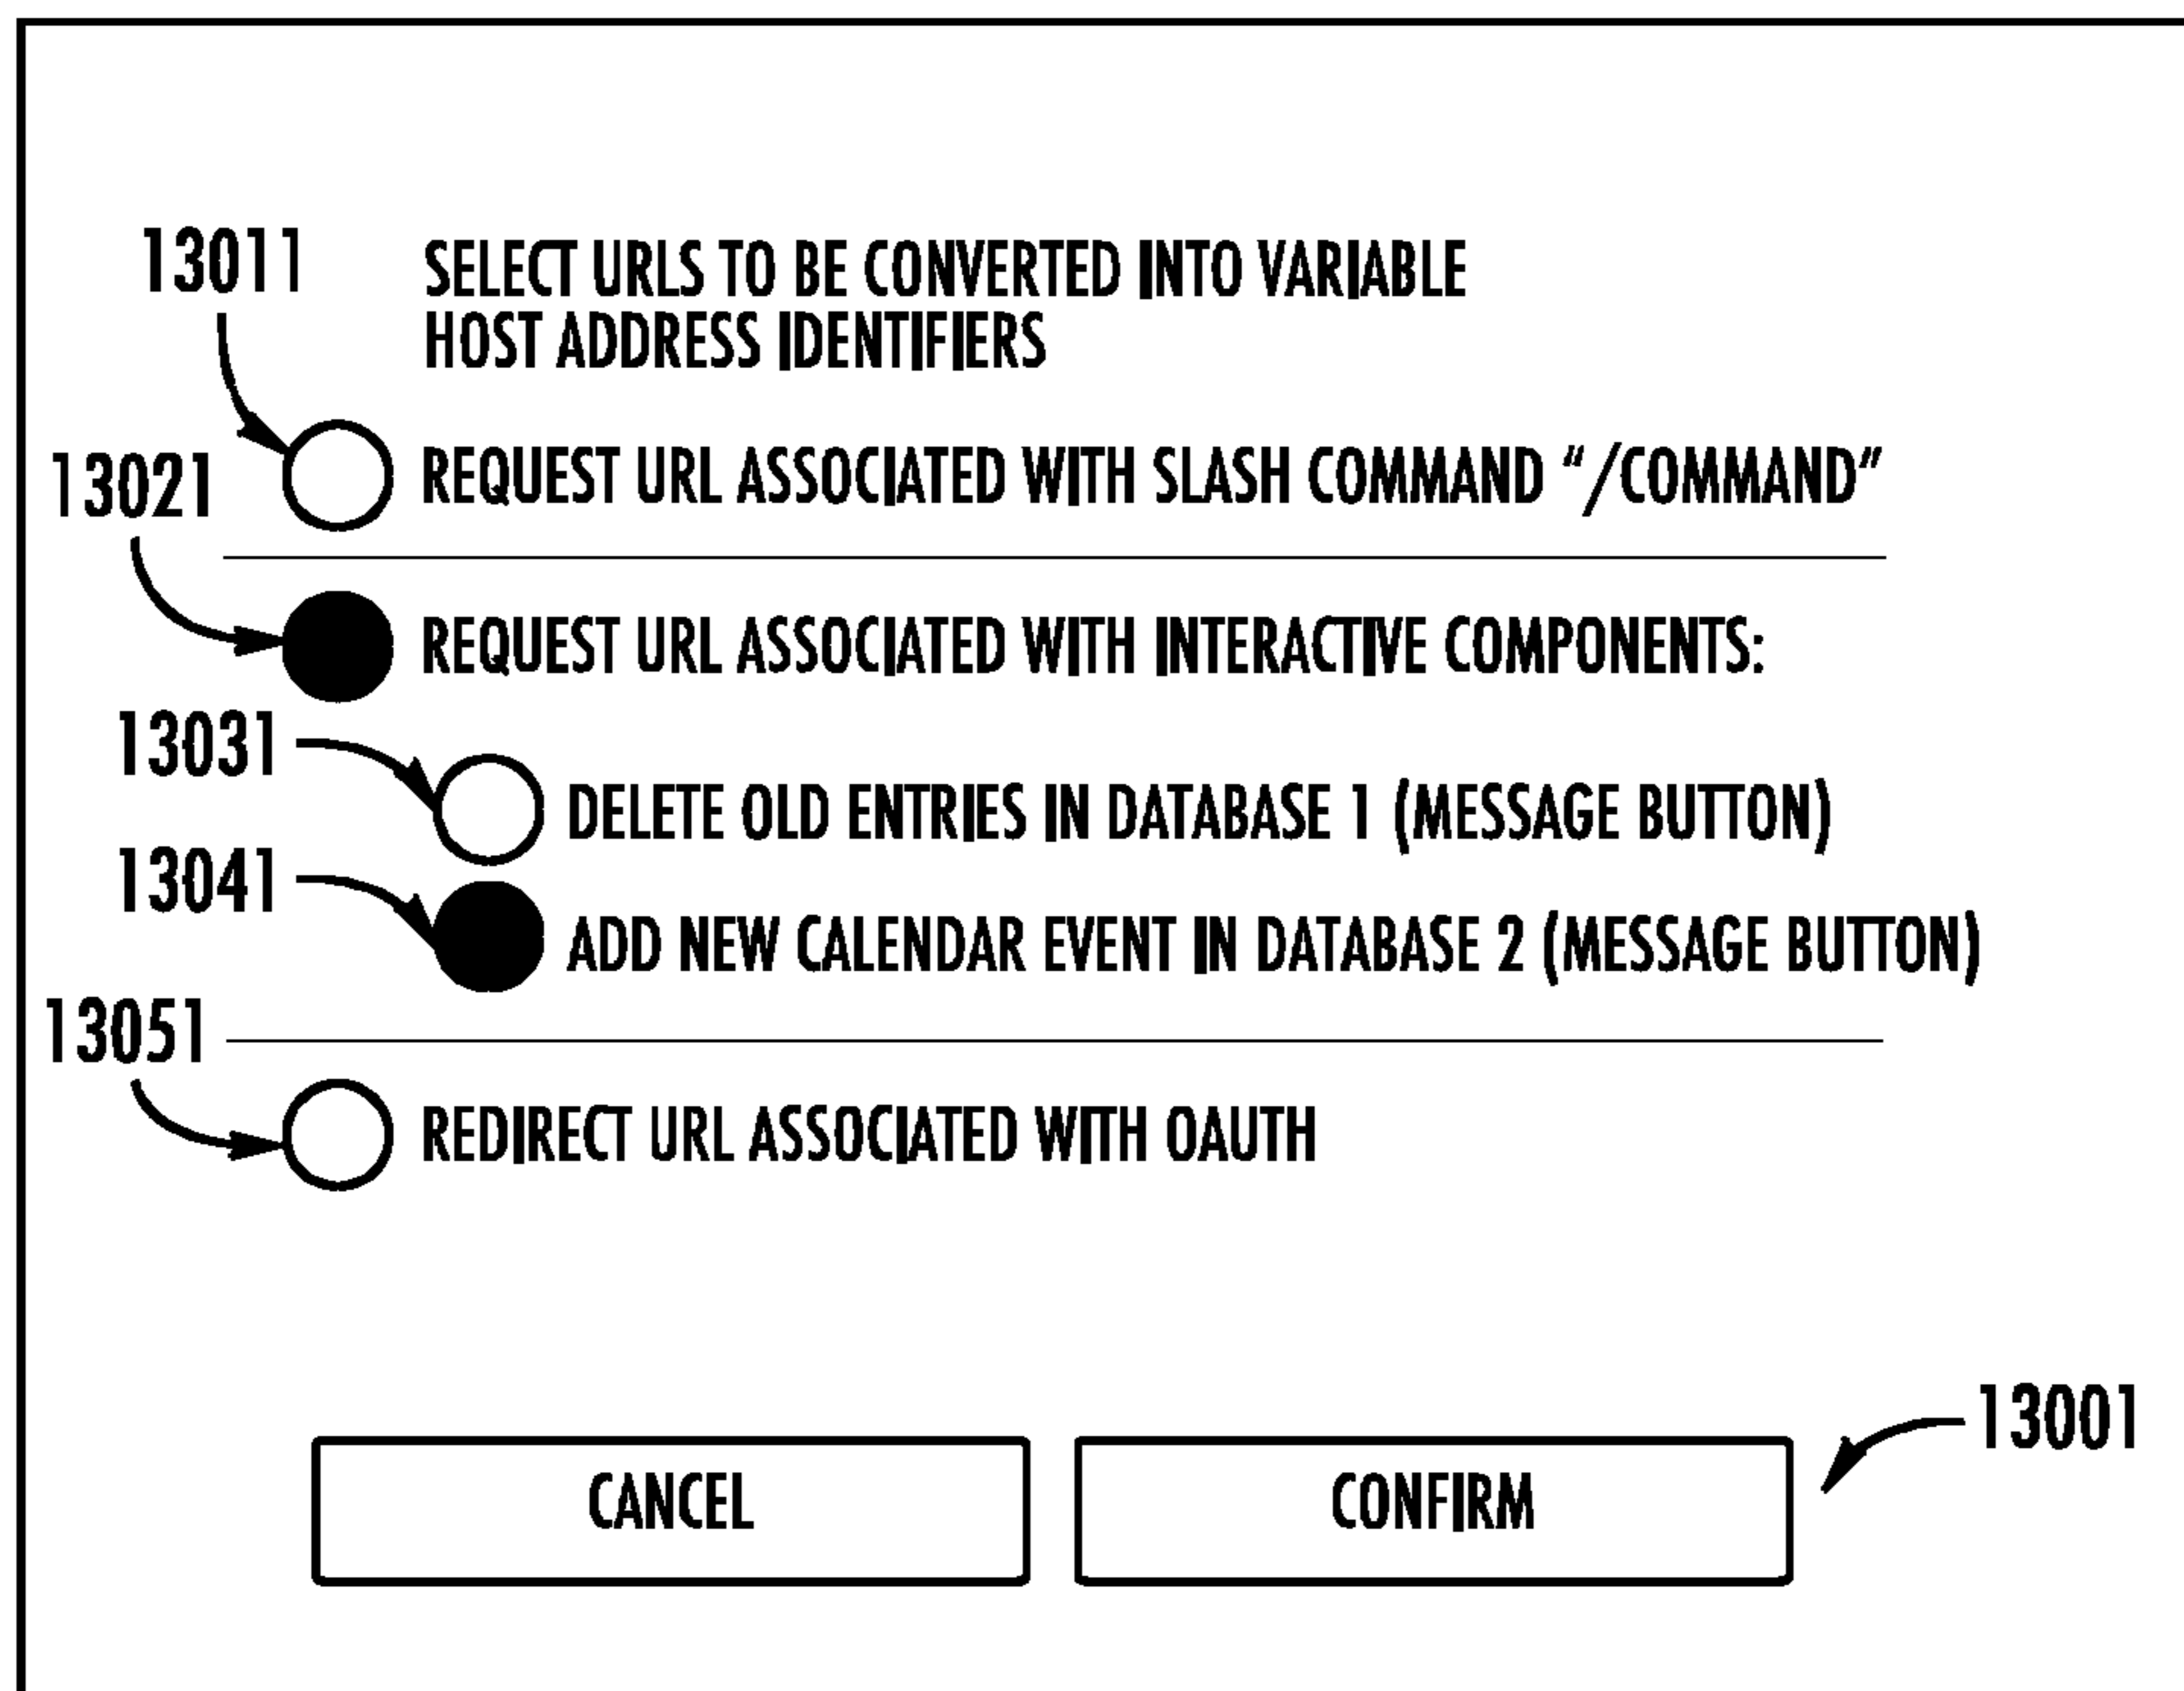 13011
SELECT URLS TO BE CONVERTED INTO VARIABLE
HOST ADDRESS IDENTIFIERS
13021
REQUEST URL ASSOCIATED WITH SLASH COMMAND "/COMMAND"
REQUEST URL ASSOCIATED WITH INTERACTIVE COMPONENTS:
13031
DELETE OLD ENTRIES IN DATABASE 1 (MESSAGE BUTTON)
13041
ADD NEW CALENDAR EVENT IN DATABASE 2 (MESSAGE BUTTON)
13051
REDIRECT URL ASSOCIATED WITH OAUTH
13001
CANCEL
CONFIRM